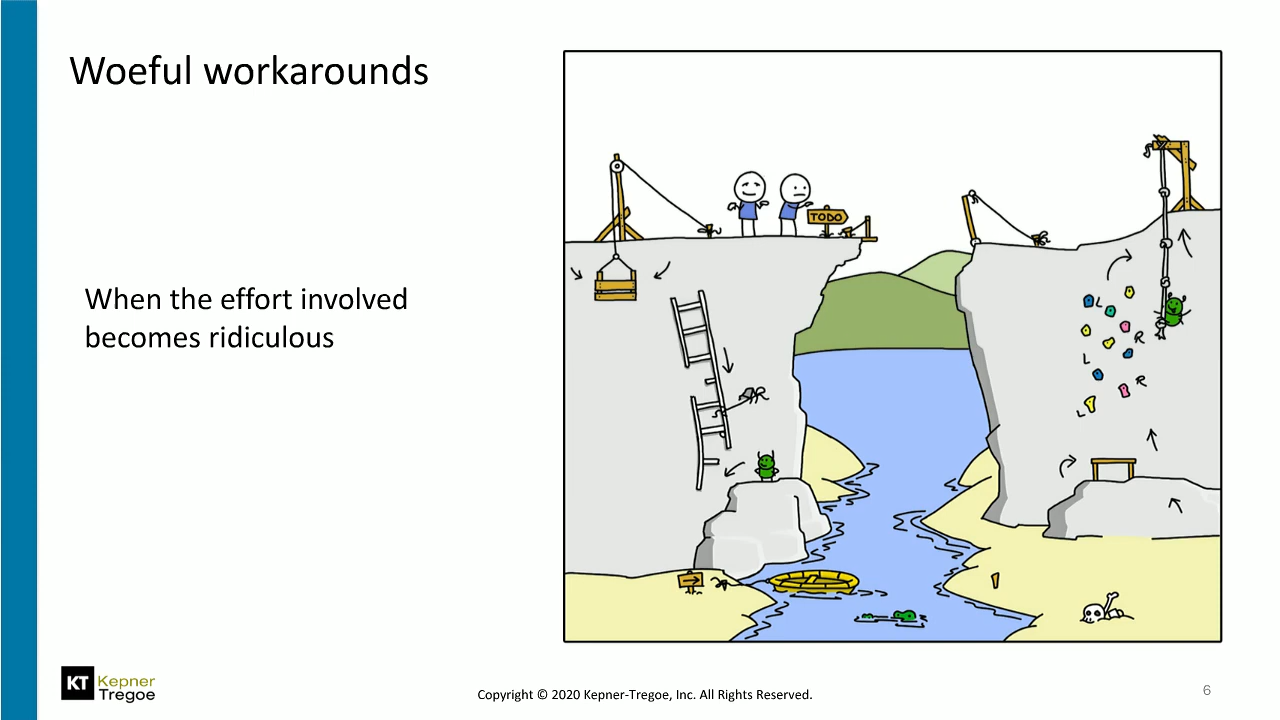 Woeful workarounds
When the effort involved
becomes ridiculous
TODO
L
R
L
R
L
R
KT Kepner
Tregoe
Copyright © 2020 Kepner-Tregoe, Inc. All Rights Reserved.
6